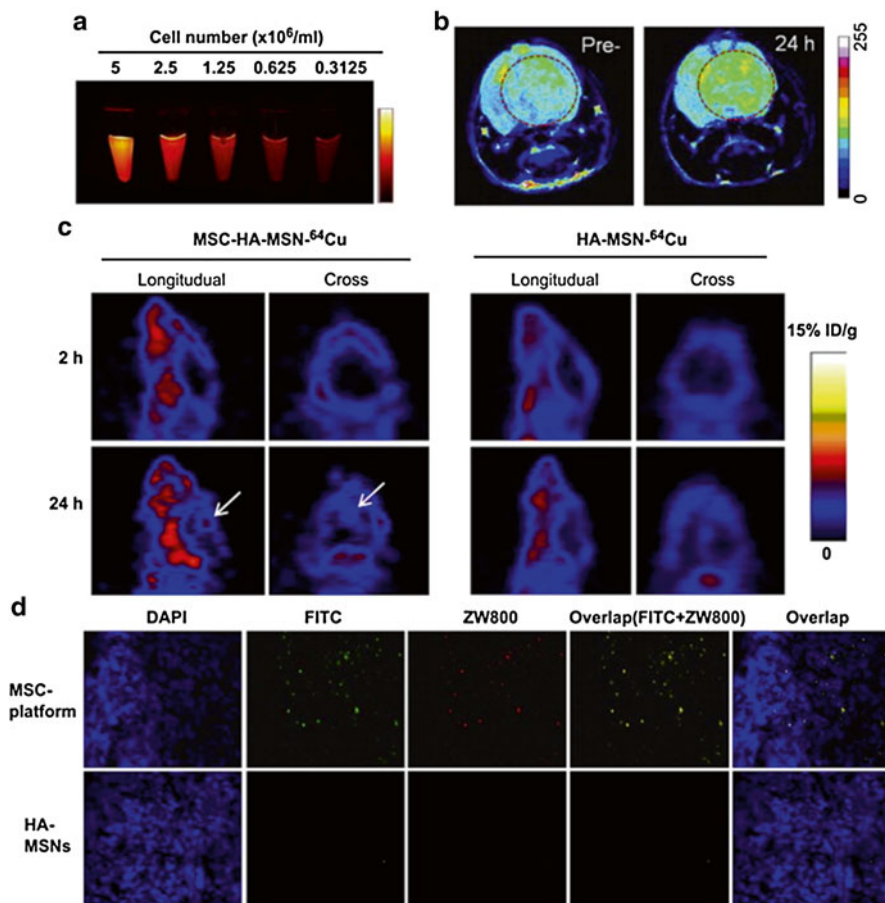 a
Cell number (x10⁶/ml)
5 2.5 1.25 0.625 0.3125
b
Pre-
24 h
255
0
c
MSC-HA-MSN-⁶⁴Cu
HA-MSN-⁶⁴Cu
Longitudual Cross
Longitudual Cross
2 h
24 h
15% ID/g
0
d
DAPI FITC ZW800 Overlap(FITC+ZW800) Overlap
MSC-
platform
HA-
MSNs